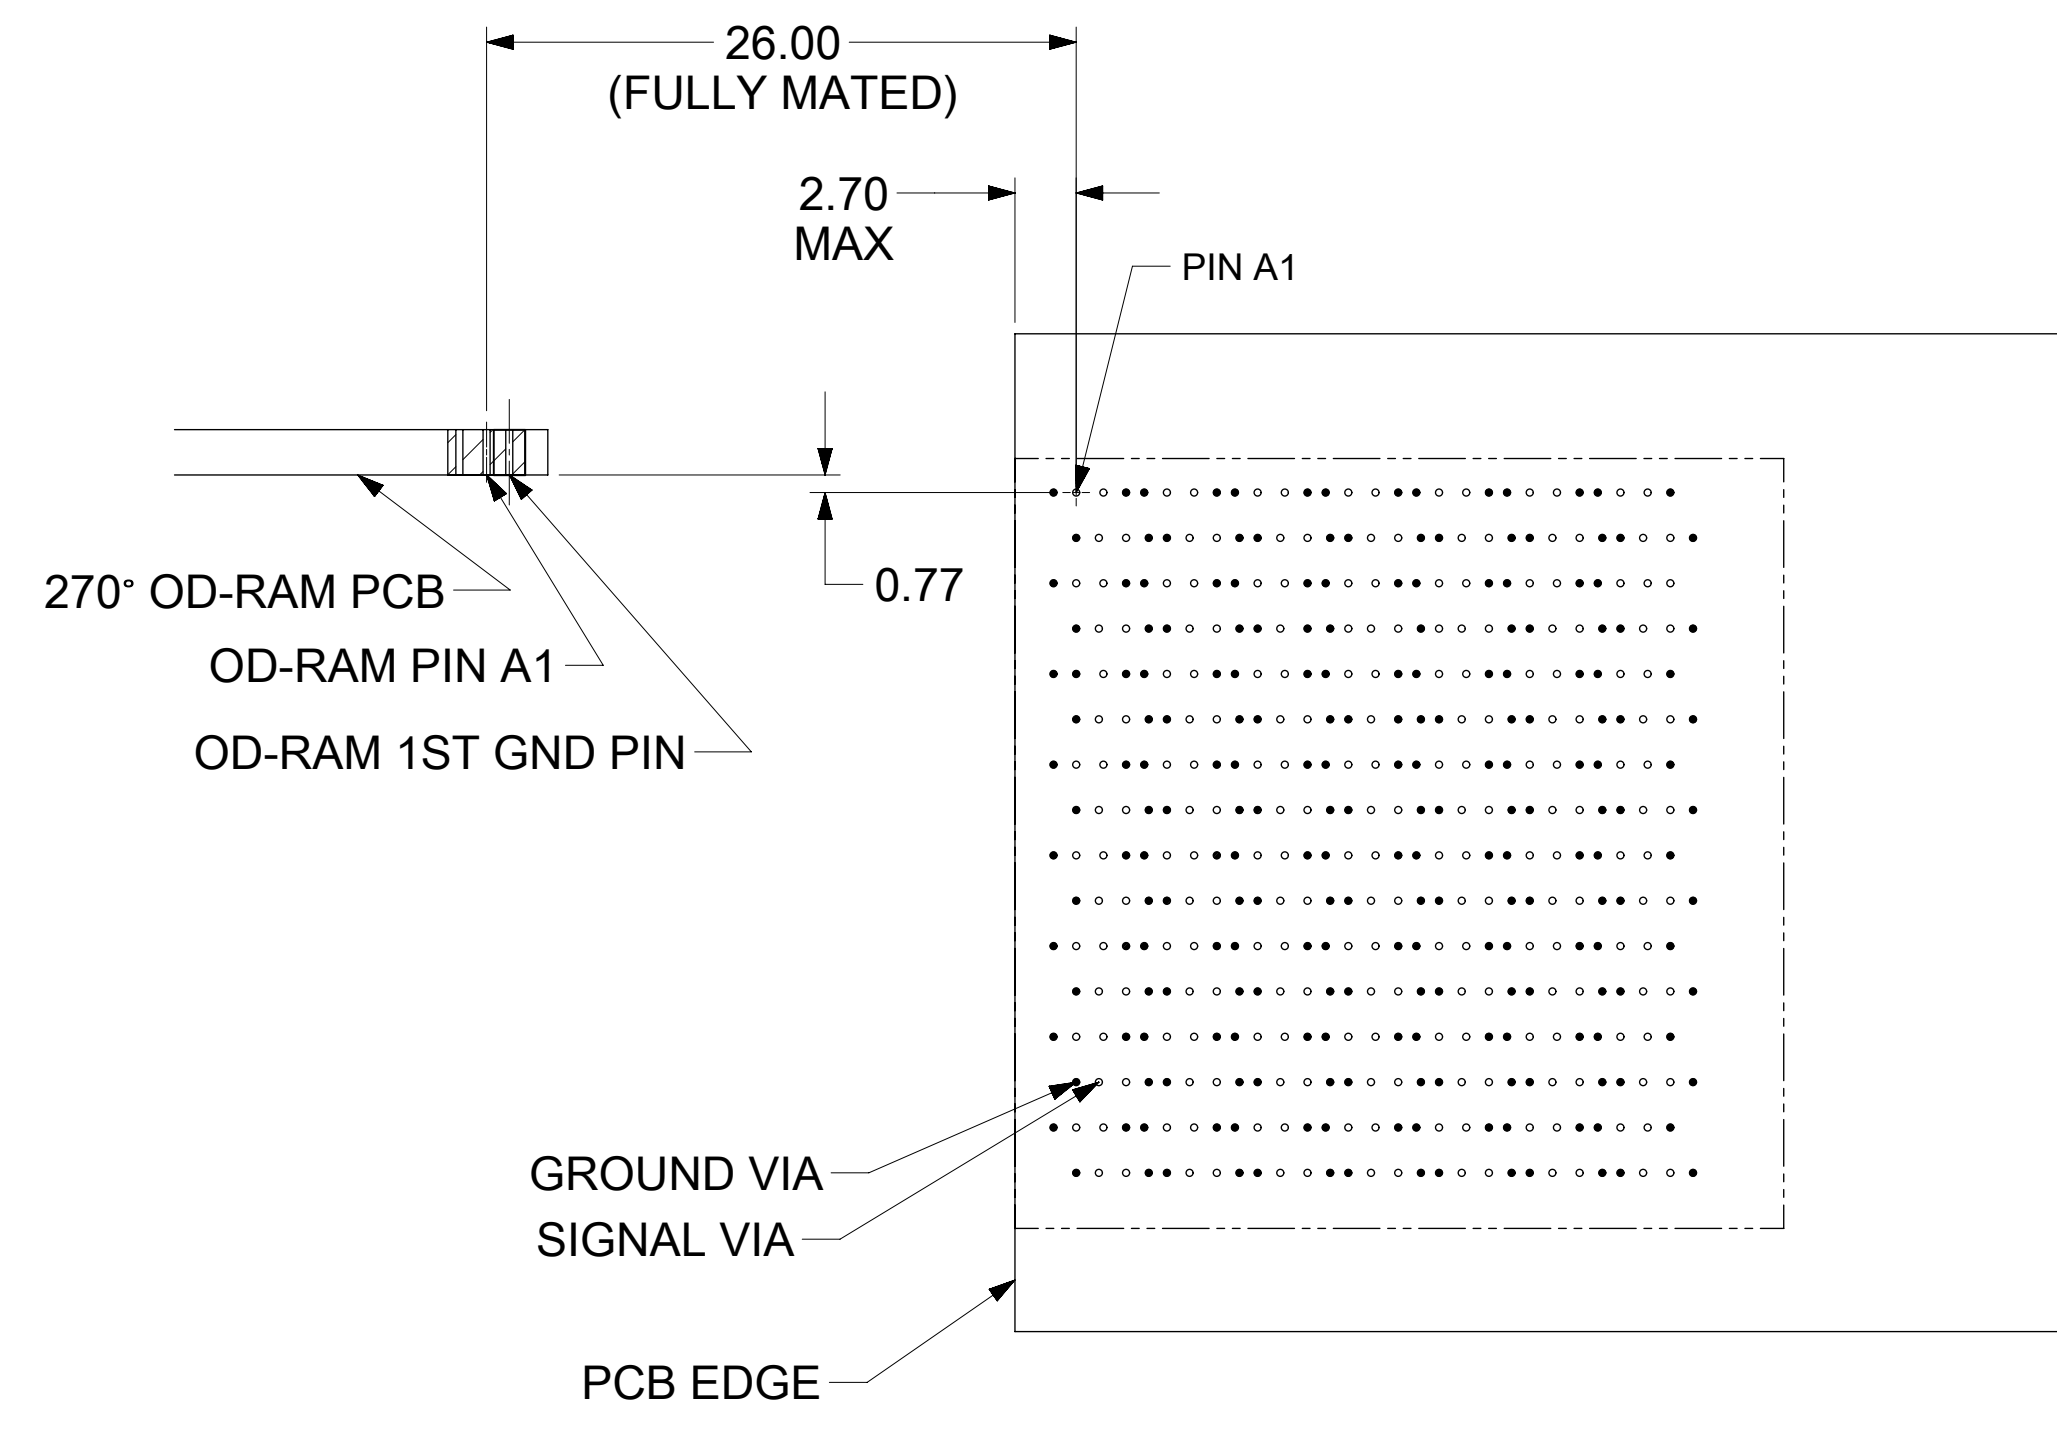 26.00
(FULLY MATED)
2.70
MAX
PIN A1
270° OD-RAM PCB
0.77
OD-RAM PIN A1
OD-RAM 1ST GND PIN
GROUND VIA
SIGNAL VIA
PCB EDGE